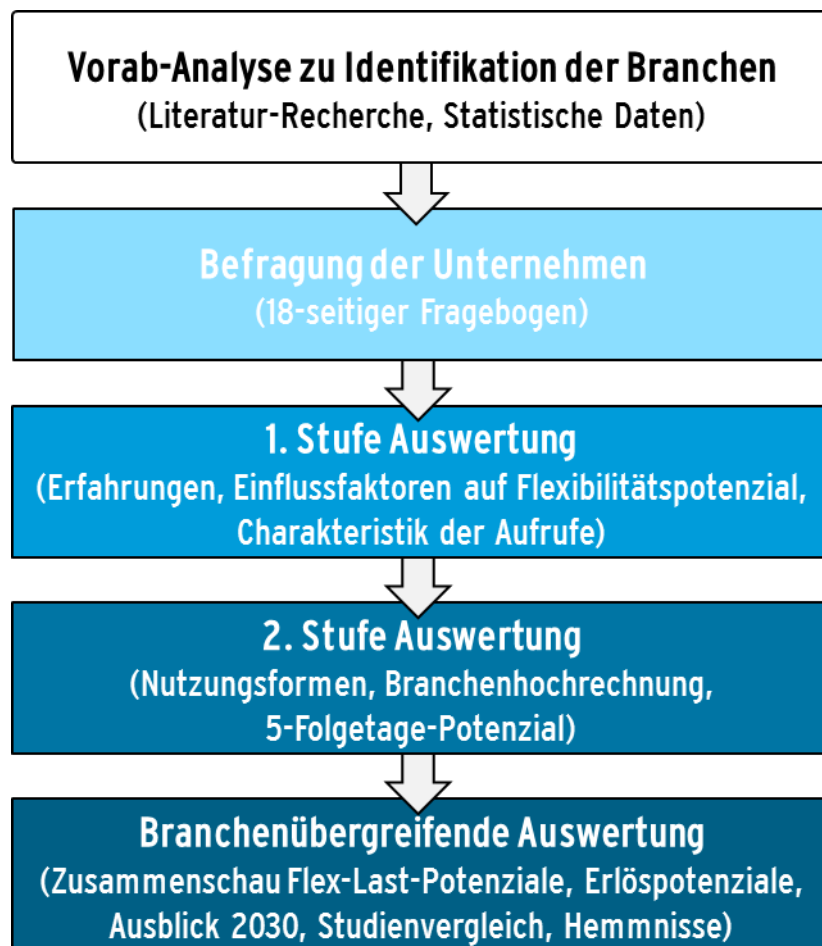 Vorab-Analyse zu Identifikation der Branchen
(Literatur-Recherche, Statistische Daten)
Befragung der Unternehmen
(18-seitiger Fragebogen)
1. Stufe Auswertung
(Erfahrungen, Einflussfaktoren auf Flexibilitätspotenzial,
Charakteristik der Aufrufe)
2. Stufe Auswertung
(Nutzungsformen, Branchenhochrechnung,
5-Folgetage-Potenzial)
Branchenübergreifende Auswertung
(Zusammenschau Flex-Last-Potenziale, Erlöspotenziale,
Ausblick 2030, Studienvergleich, Hemmnisse)